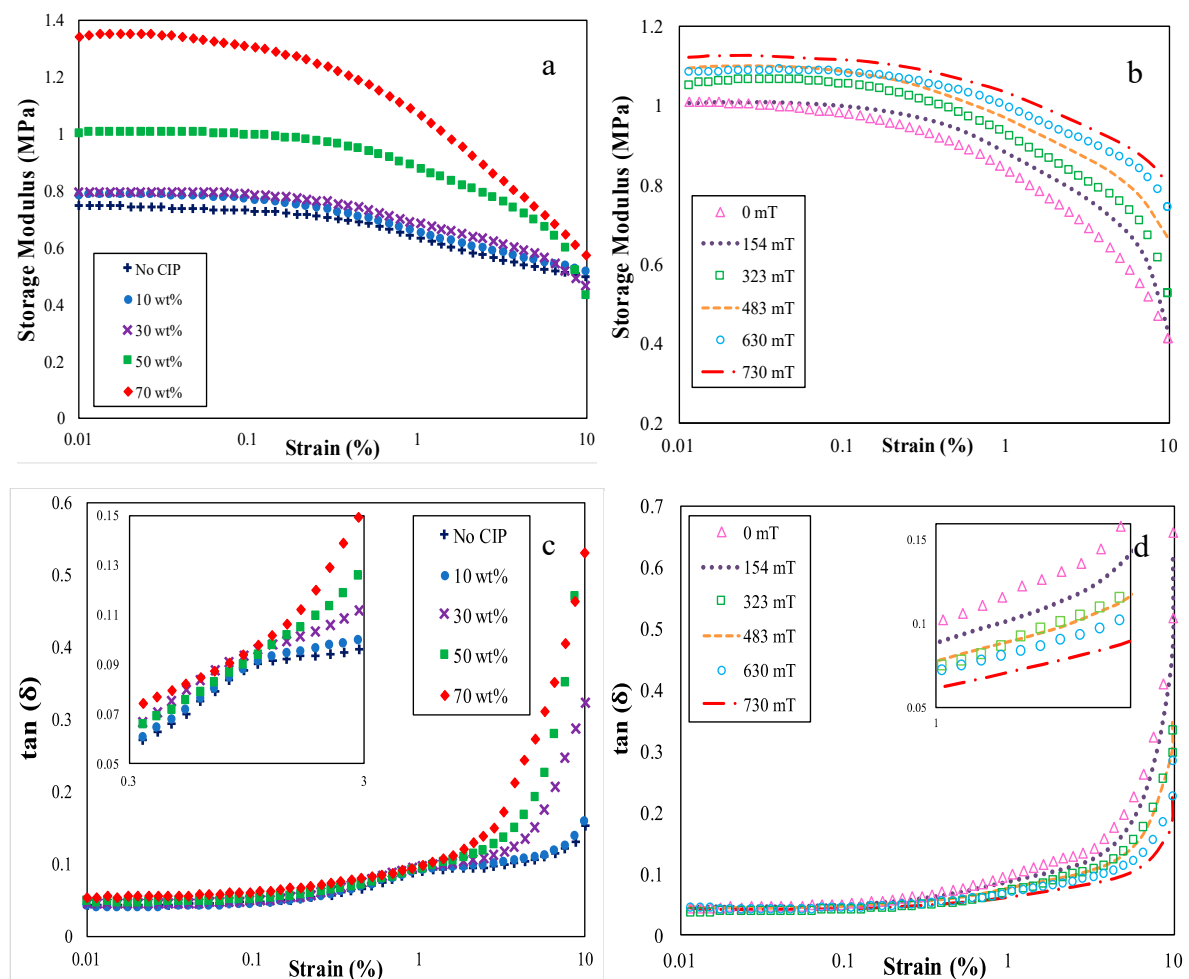 a
Storage Modulus (MPa)
1.4
1.2
1
0.8
0.6
0.4
0.2
0
No CIP
10 wt%
30 wt%
50 wt%
70 wt%
0.01
0.1
1
10
Strain (%)
b
Storage Modulus (MPa)
1.2
1
0.8
0.6
0.4
0.2
0 mT
154 mT
323 mT
483 mT
630 mT
730 mT
0.01
0.1
1
10
Strain (%)
c
tan (δ)
0.6
0.5
0.4
0.3
0.2
0.1
0
0.15
0.13
0.11
0.09
0.07
0.05
0.3
3
No CIP
10 wt%
30 wt%
50 wt%
70 wt%
0.01
0.1
1
10
Strain (%)
d
tan (δ)
0.7
0.6
0.5
0.4
0.3
0.2
0.1
0
0 mT
154 mT
323 mT
483 mT
630 mT
730 mT
0.15
0.1
0.05
1
0.01
0.1
1
10
Strain (%)